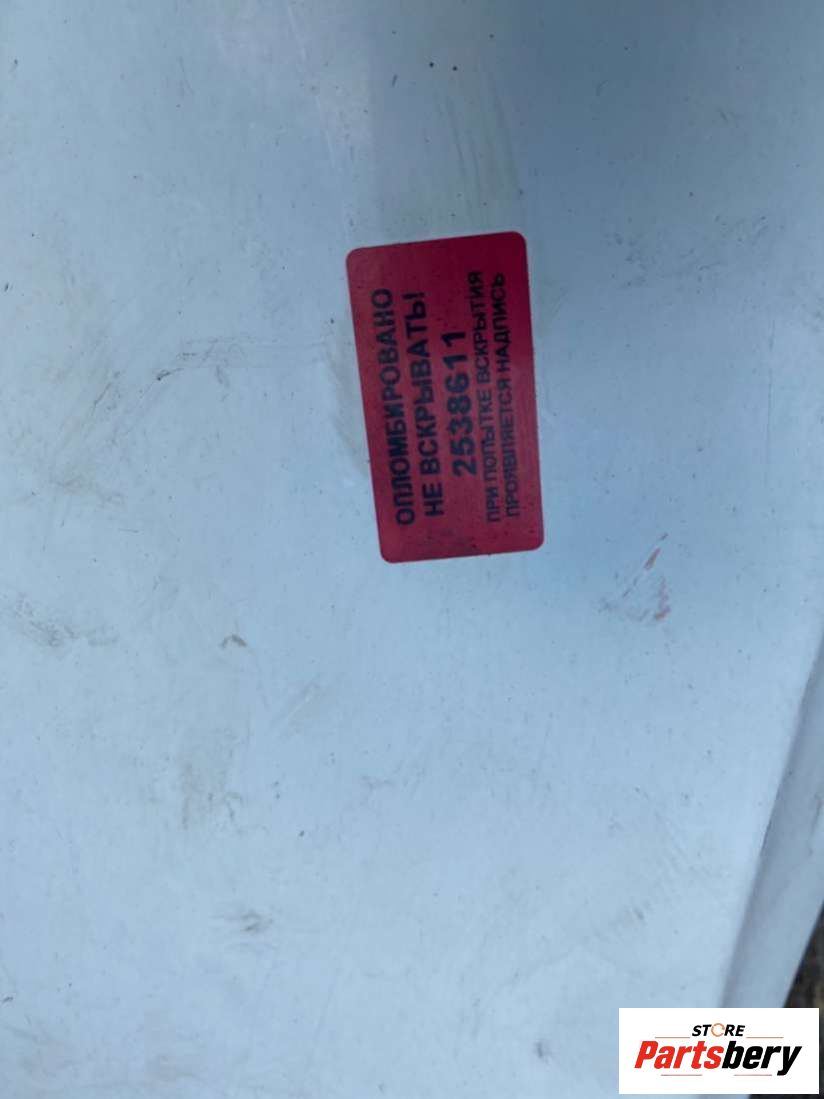 ОПЛОМБИРОВАНО
НЕ ВСКРЫВАТЬ!
2538611
ПРИ ПОПЫТКЕ ВСКРЫТИЯ
ПРОЯВЛЯЕТСЯ НАДПИСЬ
STORE
Partsbery